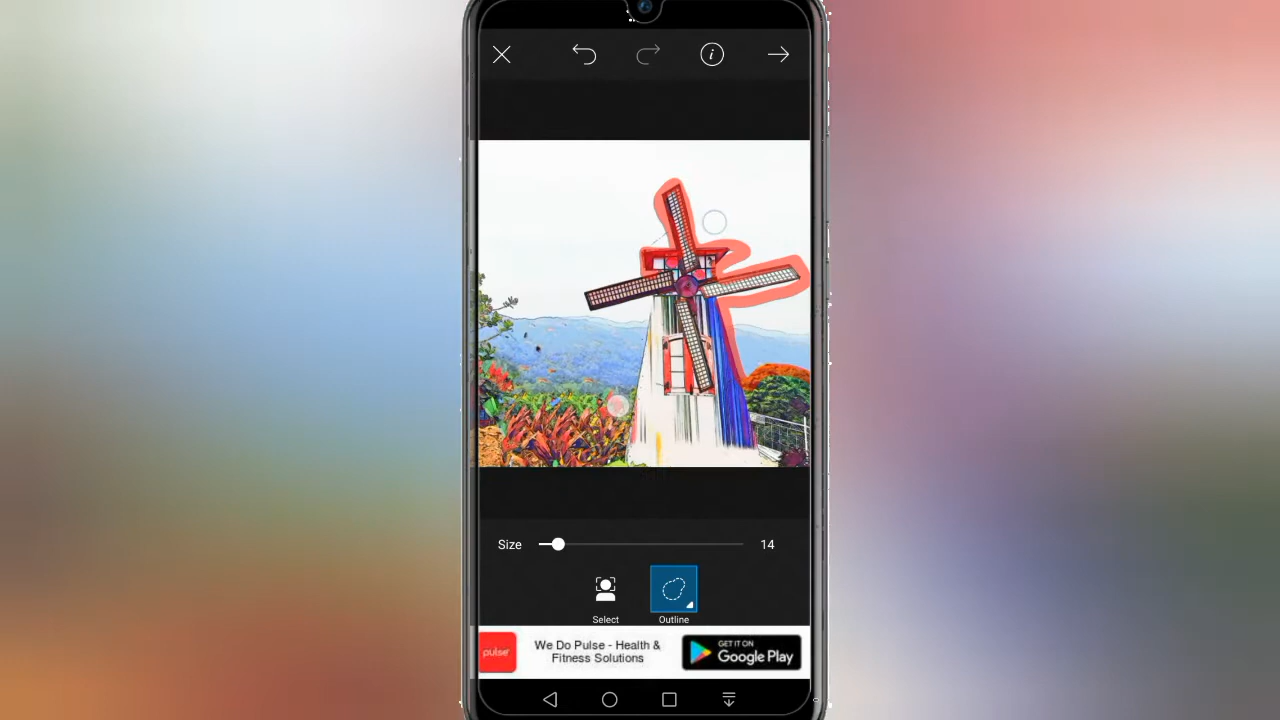 Size
14
Select
Outline
pulse
We Do Pulse - Health &
Fitness Solutions
GET IT ON
Google Play